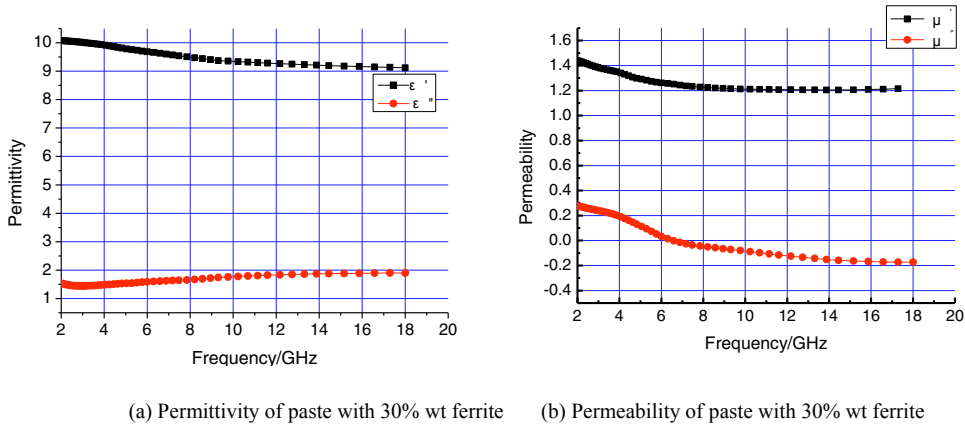 10
9
8
7
6
5
4
3
2
1
2 4 6 8 10 12 14 16 18 20
Permittivity
Frequency/GHz
ε '
ε "
μ '
μ "
1.6
1.4
1.2
1.0
0.8
0.6
0.4
0.2
0.0
-0.2
-0.4
2 4 6 8 10 12 14 16 18 20
Permeability
Frequency/GHz
(a) Permittivity of paste with 30% wt ferrite
(b) Permeability of paste with 30% wt ferrite